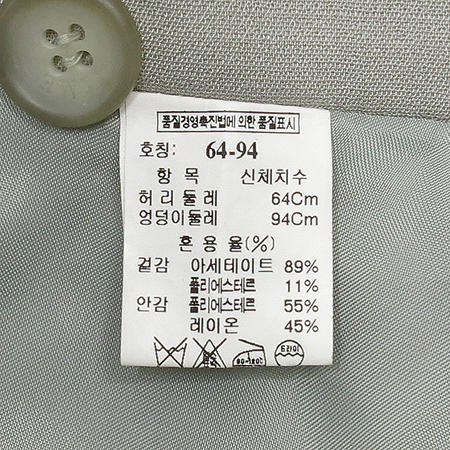 품질경영촉진법에 의한 품질표시
호칭: 64-94
항 목 신체치수
허리둘레 64Cm
엉덩이둘레 94Cm
혼 용 율(%)
겉감 아세테이트 89%
폴리에스테르 11%
안감 폴리에스테르 55%
레이온 45%
드라이